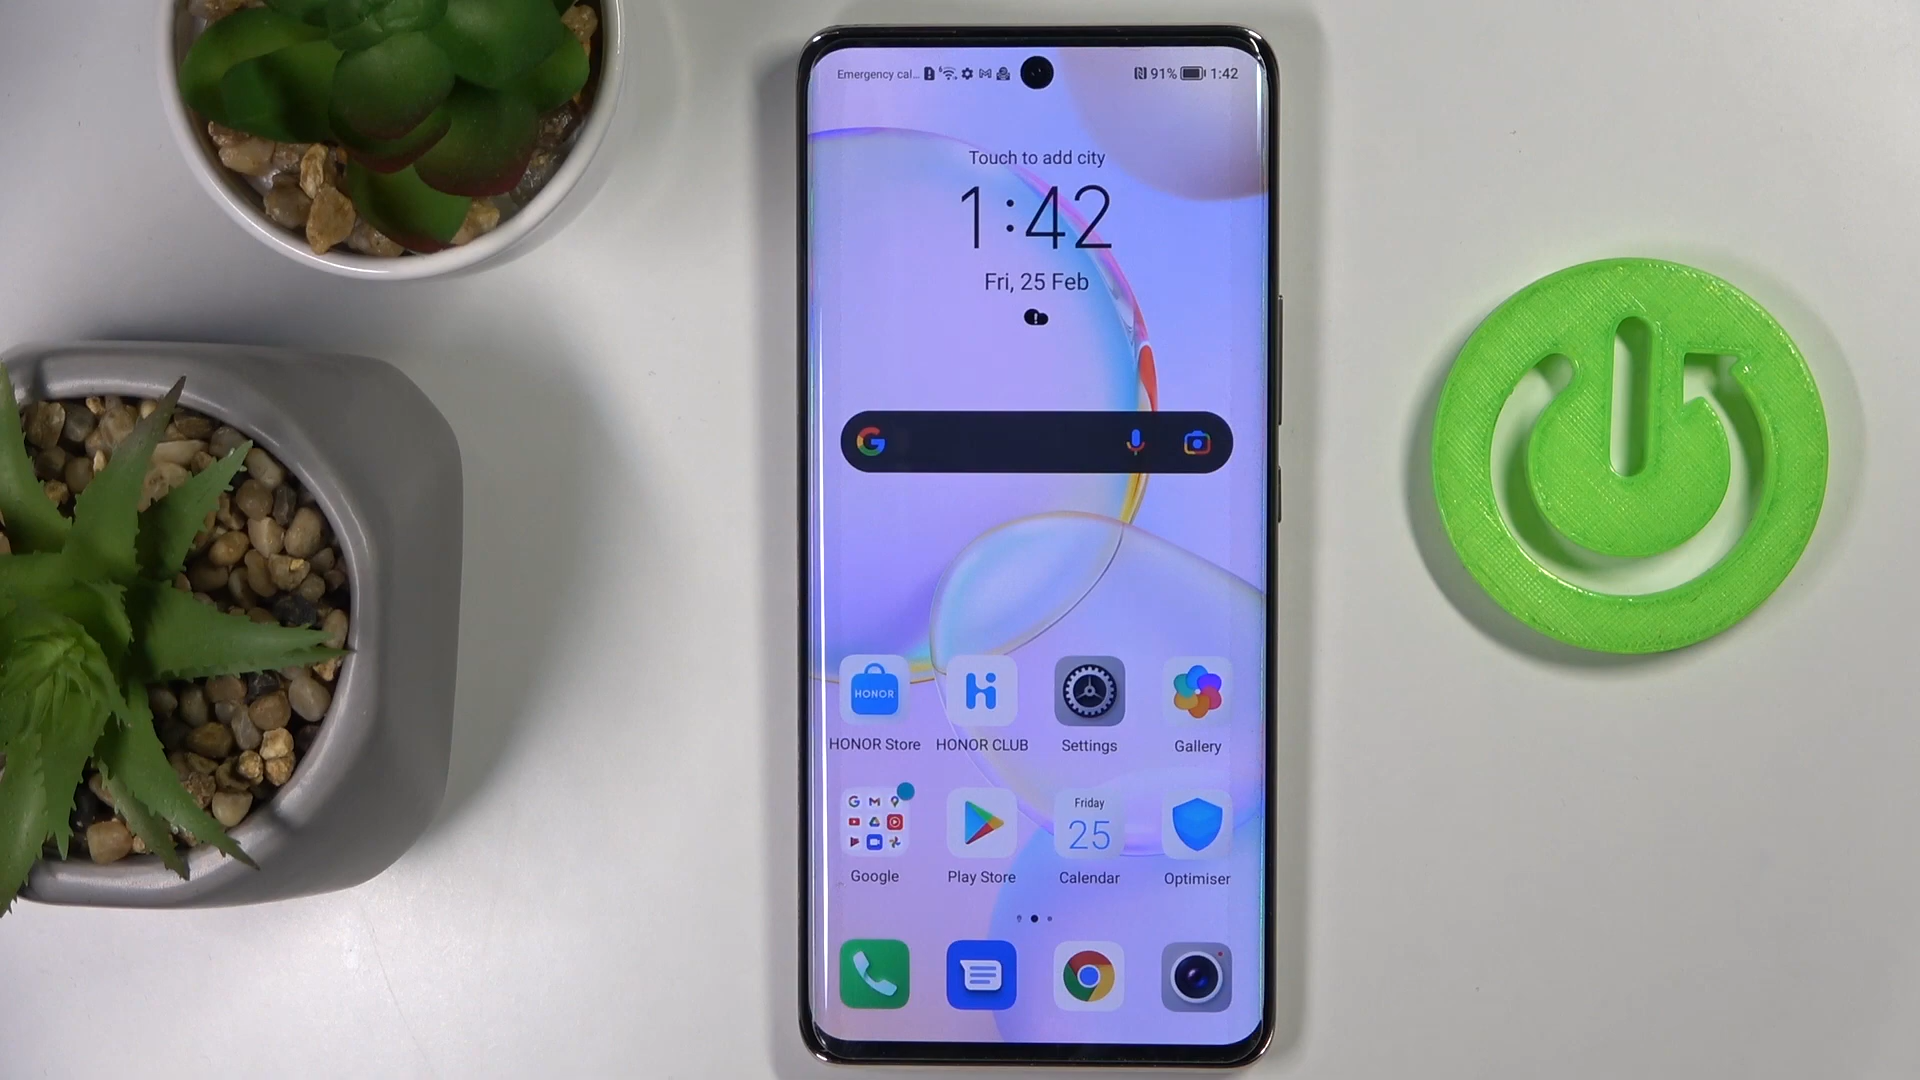 Emergency cal... 91% 1:42
Touch to add city
1:42
Fri, 25 Feb
HONOR
HONOR Store HONOR CLUB Settings Gallery
Friday
25
Google Play Store Calendar Optimiser